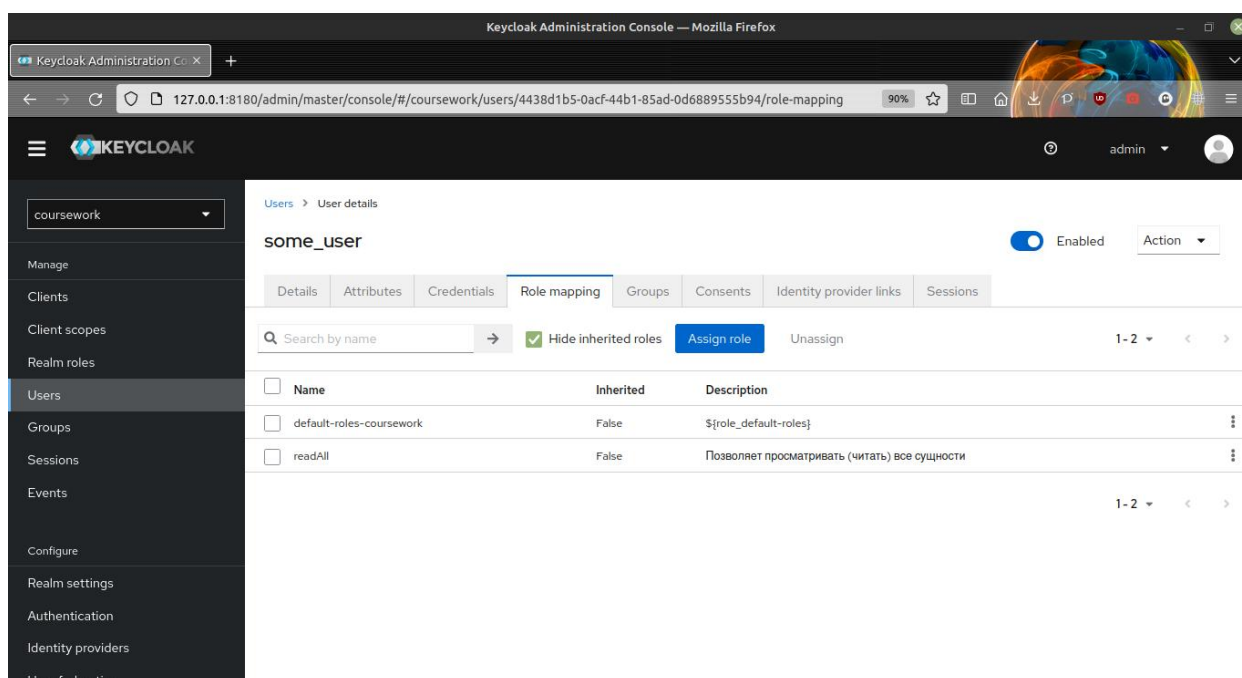 Keycloak Administration Console — Mozilla Firefox
Keycloak Administration Co
127.0.0.1:8180/admin/master/console/#/coursework/users/4438d1b5-0acf-44b1-85ad-0d6889555b94/role-mapping 90%
KEYCLOAK admin
coursework
Manage
Clients
Client scopes
Realm roles
Users
Groups
Sessions
Events
Configure
Realm settings
Authentication
Identity providers
Users > User details
some_user Enabled Action
Details Attributes Credentials Role mapping Groups Consents Identity provider links Sessions
Search by name Hide inherited roles Assign role Unassign 1-2
Name Inherited Description
default-roles-coursework False ${role_default-roles}
readAll False Позволяет просматривать (читать) все сущности
1-2